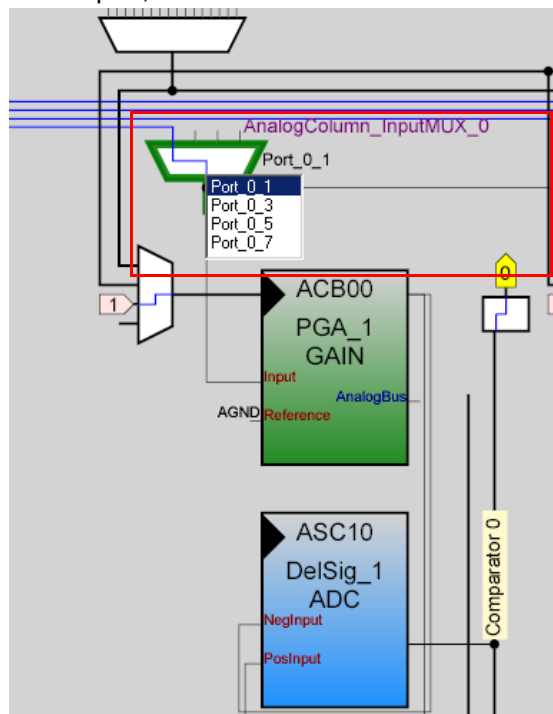 AnalogColumn_InputMUX_0
Port_0_1
Port_0_1
Port_0_3
Port_0_5
Port_0_7
0
1
ACB00
PGA_1
GAIN
Input
AnalogBus
AGND
Reference
ASC10
DelSig_1
ADC
NegInput
PosInput
Comparator 0